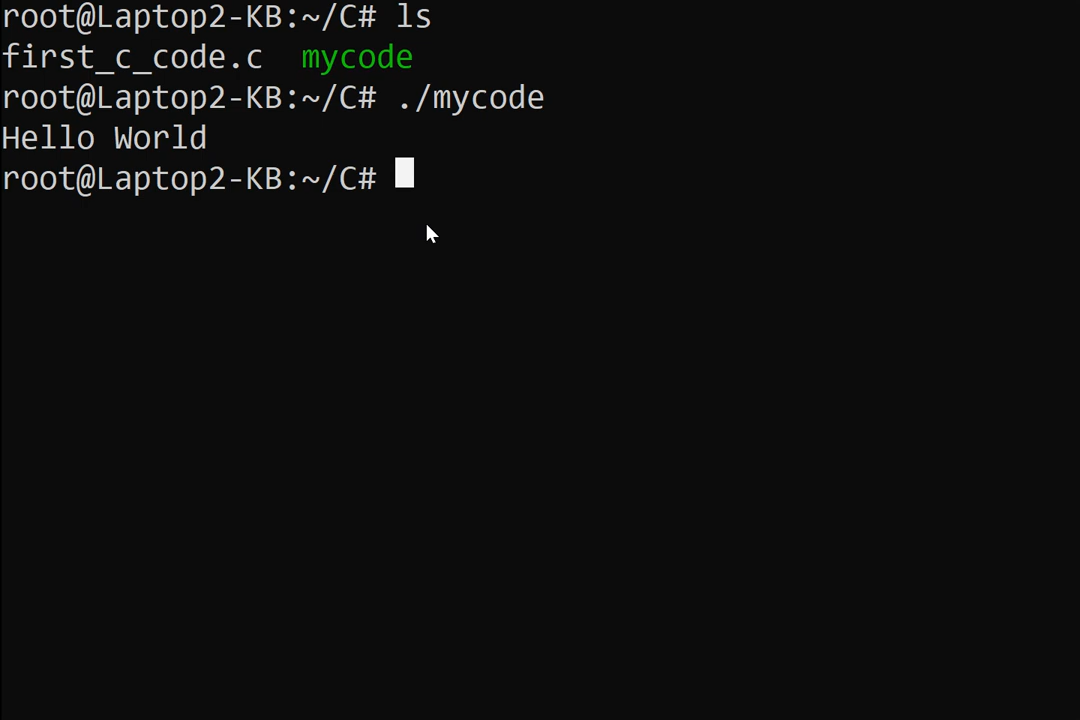 root@Laptop2-KB:~/C# ls
first_c_code.c  mycode
root@Laptop2-KB:~/C# ./mycode
Hello World
root@Laptop2-KB:~/C#